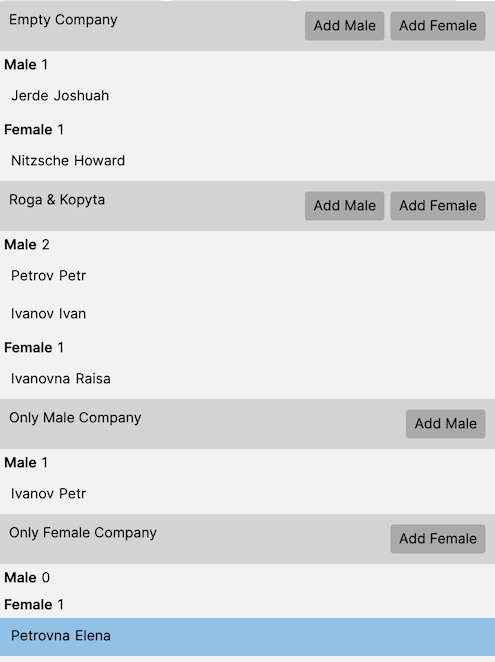 Empty Company Add Male Add Female
Male 1
Jerde Joshuah
Female 1
Nitzsche Howard
Roga & Kopyta Add Male Add Female
Male 2
Petrov Petr
Ivanov Ivan
Female 1
Ivanovna Raisa
Only Male Company Add Male
Male 1
Ivanov Petr
Only Female Company Add Female
Male 0
Female 1
Petrovna Elena